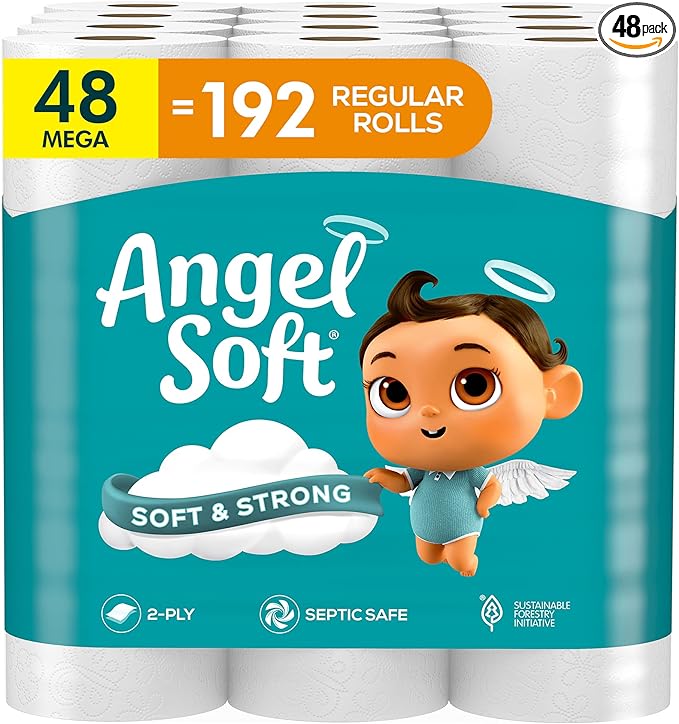 48pack
48
MEGA
=192
REGULAR
ROLLS
Angel
Soft®
SOFT & STRONG
2-PLY
SEPTIC SAFE
SUSTAINABLE
FORESTRY
INITIATIVE